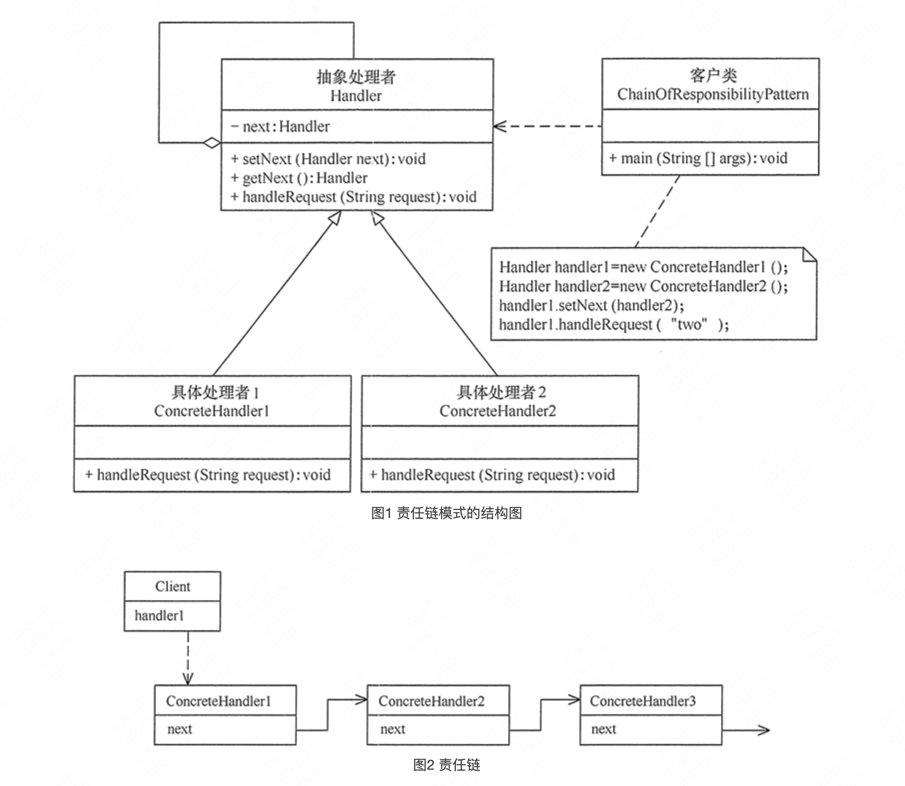 抽象处理者
Handler
- next:Handler
+ setNext (Handler next):void
+ getNext ():Handler
+ handleRequest (String request):void
客户类
ChainOfResponsibilityPattern
+ main (String [] args):void
Handler handler1=new ConcreteHandler1 ();
Handler handler2=new ConcreteHandler2 ();
handler1.setNext (handler2);
handler1.handleRequest ( "two" );
具体处理者1
ConcreteHandler1
+ handleRequest (String request):void
具体处理者2
ConcreteHandler2
+ handleRequest (String request):void
图1 责任链模式的结构图
Client
handler1
ConcreteHandler1
next
ConcreteHandler2
next
ConcreteHandler3
next
图2 责任链